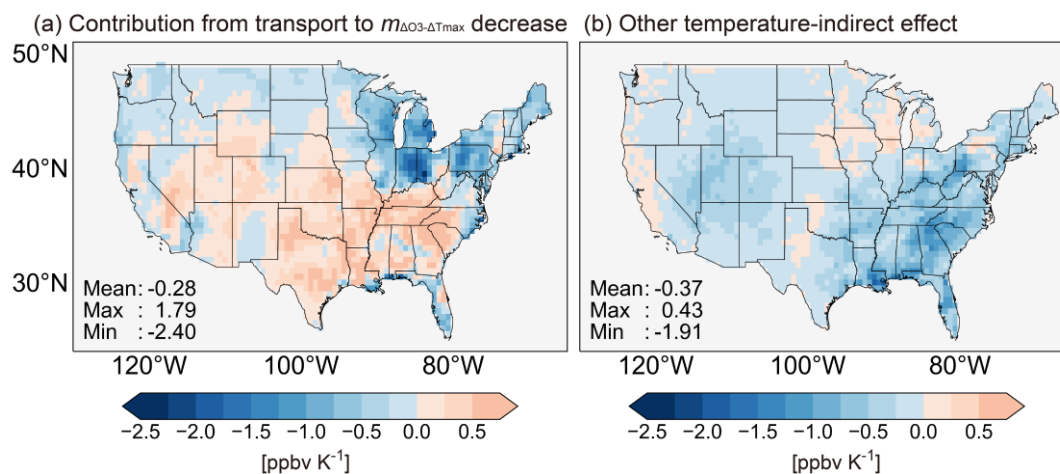 (a) Contribution from transport to mΔO3-ΔTmax decrease
(b) Other temperature-indirect effect
50°N
40°N
30°N
Mean: -0.28
Max : 1.79
Min : -2.40
Mean: -0.37
Max : 0.43
Min : -1.91
120°W 100°W 80°W
120°W 100°W 80°W
−2.5 −2.0 −1.5 −1.0 −0.5 0.0 0.5
[ppbv K⁻¹]
−2.5 −2.0 −1.5 −1.0 −0.5 0.0 0.5
[ppbv K⁻¹]